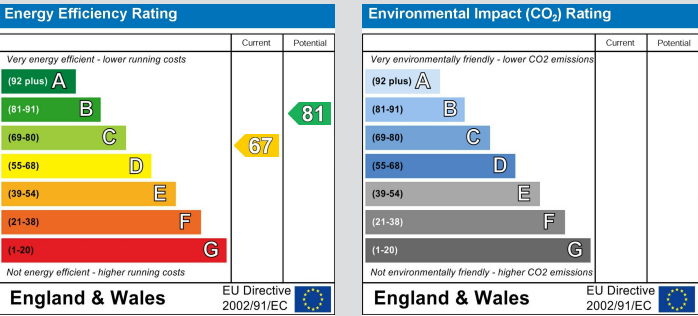 Energy Efficiency Rating
Current Potential
Very energy efficient - lower running costs
(92 plus) A
(81-91) B
81
(69-80) C
67
(55-68) D
(39-54) E
(21-38) F
(1-20) G
Not energy efficient - higher running costs
England & Wales
EU Directive
2002/91/EC
Environmental Impact (CO₂) Rating
Current Potential
Very environmentally friendly - lower CO2 emissions
(92 plus) A
(81-91) B
(69-80) C
(55-68) D
(39-54) E
(21-38) F
(1-20) G
Not environmentally friendly - higher CO2 emissions
England & Wales
EU Directive
2002/91/EC